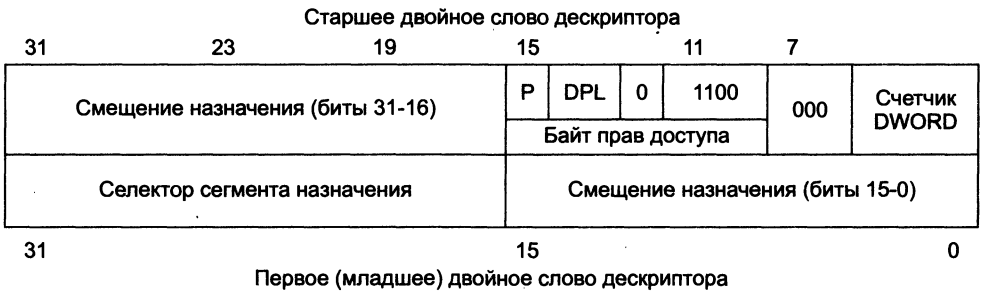 Старшее двойное слово дескриптора
31 23 19 15 11 7
Смещение назначения (биты 31-16) P DPL 0 1100 000 Счетчик
DWORD
Байт прав доступа
Селектор сегмента назначения Смещение назначения (биты 15-0)
31 15 0
Первое (младшее) двойное слово дескриптора